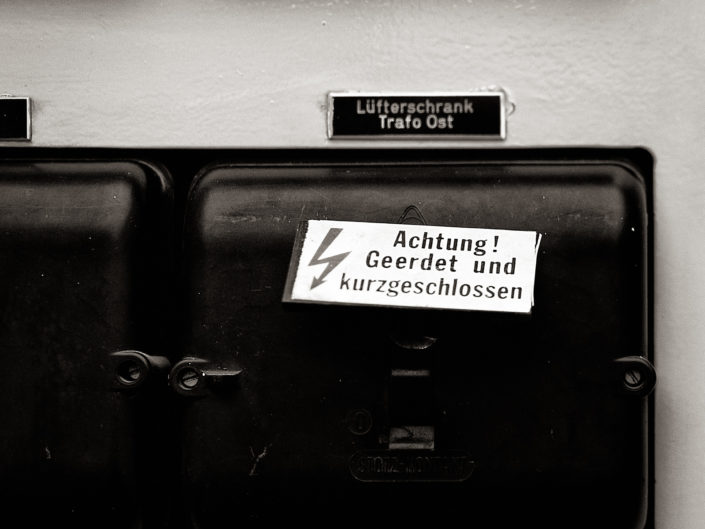 Lüfterschrank
Trafo Ost
Achtung!
Geerdet und
kurzgeschlossen